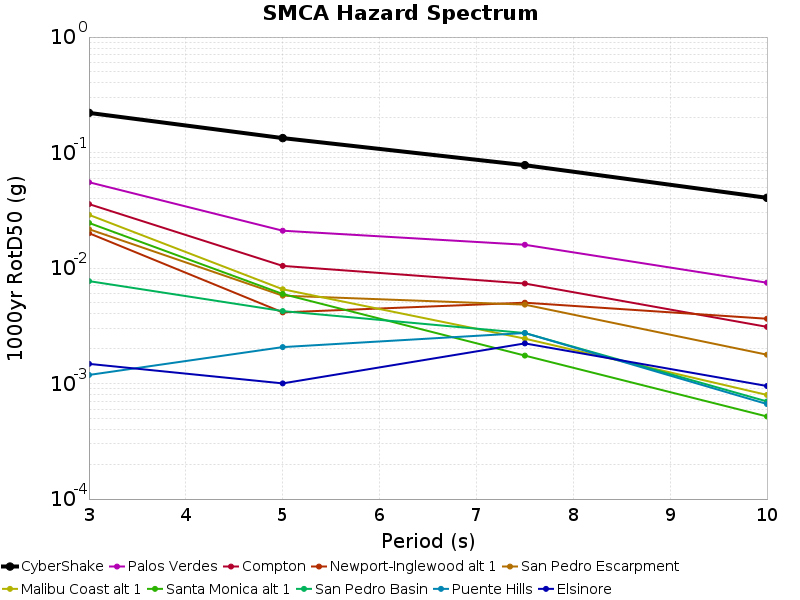 SMCA Hazard Spectrum
10^0
10^-1
10^-2
10^-3
10^-4
1000yr RotD50 (g)
3 4 5 6 7 8 9 10
Period (s)
CyberShake Palos Verdes Compton Newport-Inglewood alt 1 San Pedro Escarpment
Malibu Coast alt 1 Santa Monica alt 1 San Pedro Basin Puente Hills Elsinore